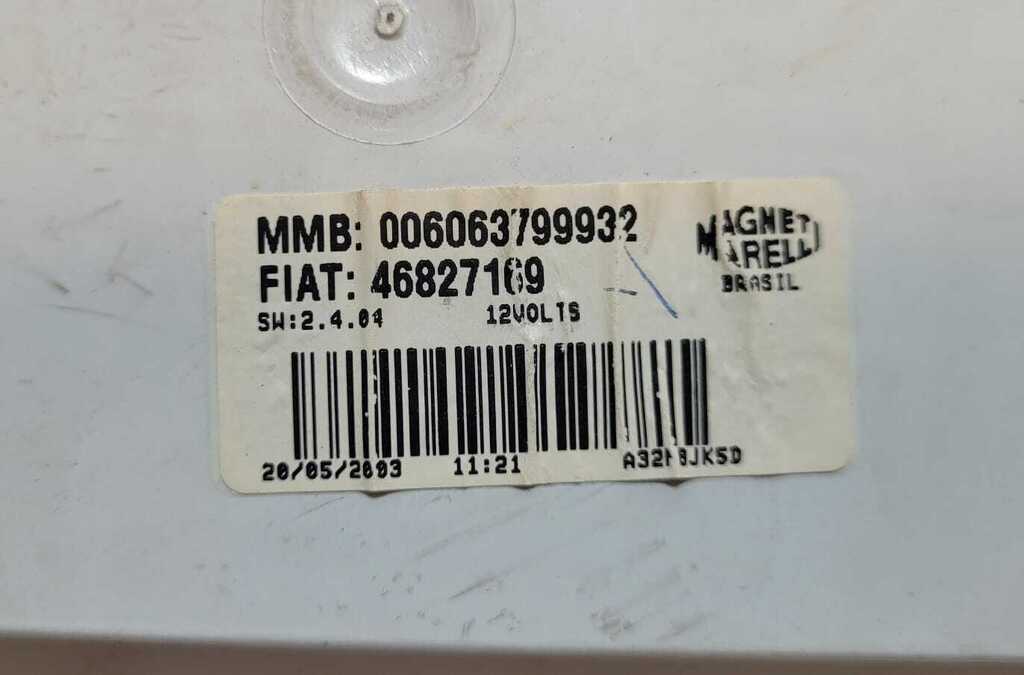 MMB: 006063799932
MAGNETI
MARELLI
BRASIL
FIAT: 46827169
SW:2.4.04
12VOLTS
20/05/2003
11:21